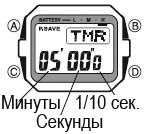 BATTERY L · M · H
A B
P.SAVE TMR
05' 00" 0
C D
Минуты 1/10 сек.
Секунды